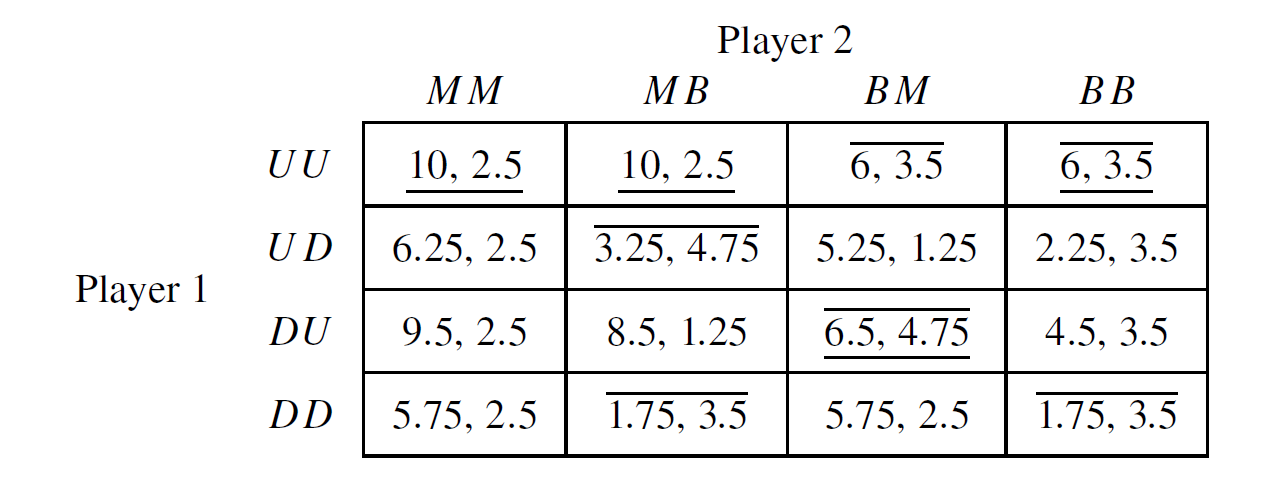 Player 2
MM MB BM BB
UU 10, 2.5 10, 2.5 6, 3.5 6, 3.5
UD 6.25, 2.5 3.25, 4.75 5.25, 1.25 2.25, 3.5
Player 1
DU 9.5, 2.5 8.5, 1.25 6.5, 4.75 4.5, 3.5
DD 5.75, 2.5 1.75, 3.5 5.75, 2.5 1.75, 3.5